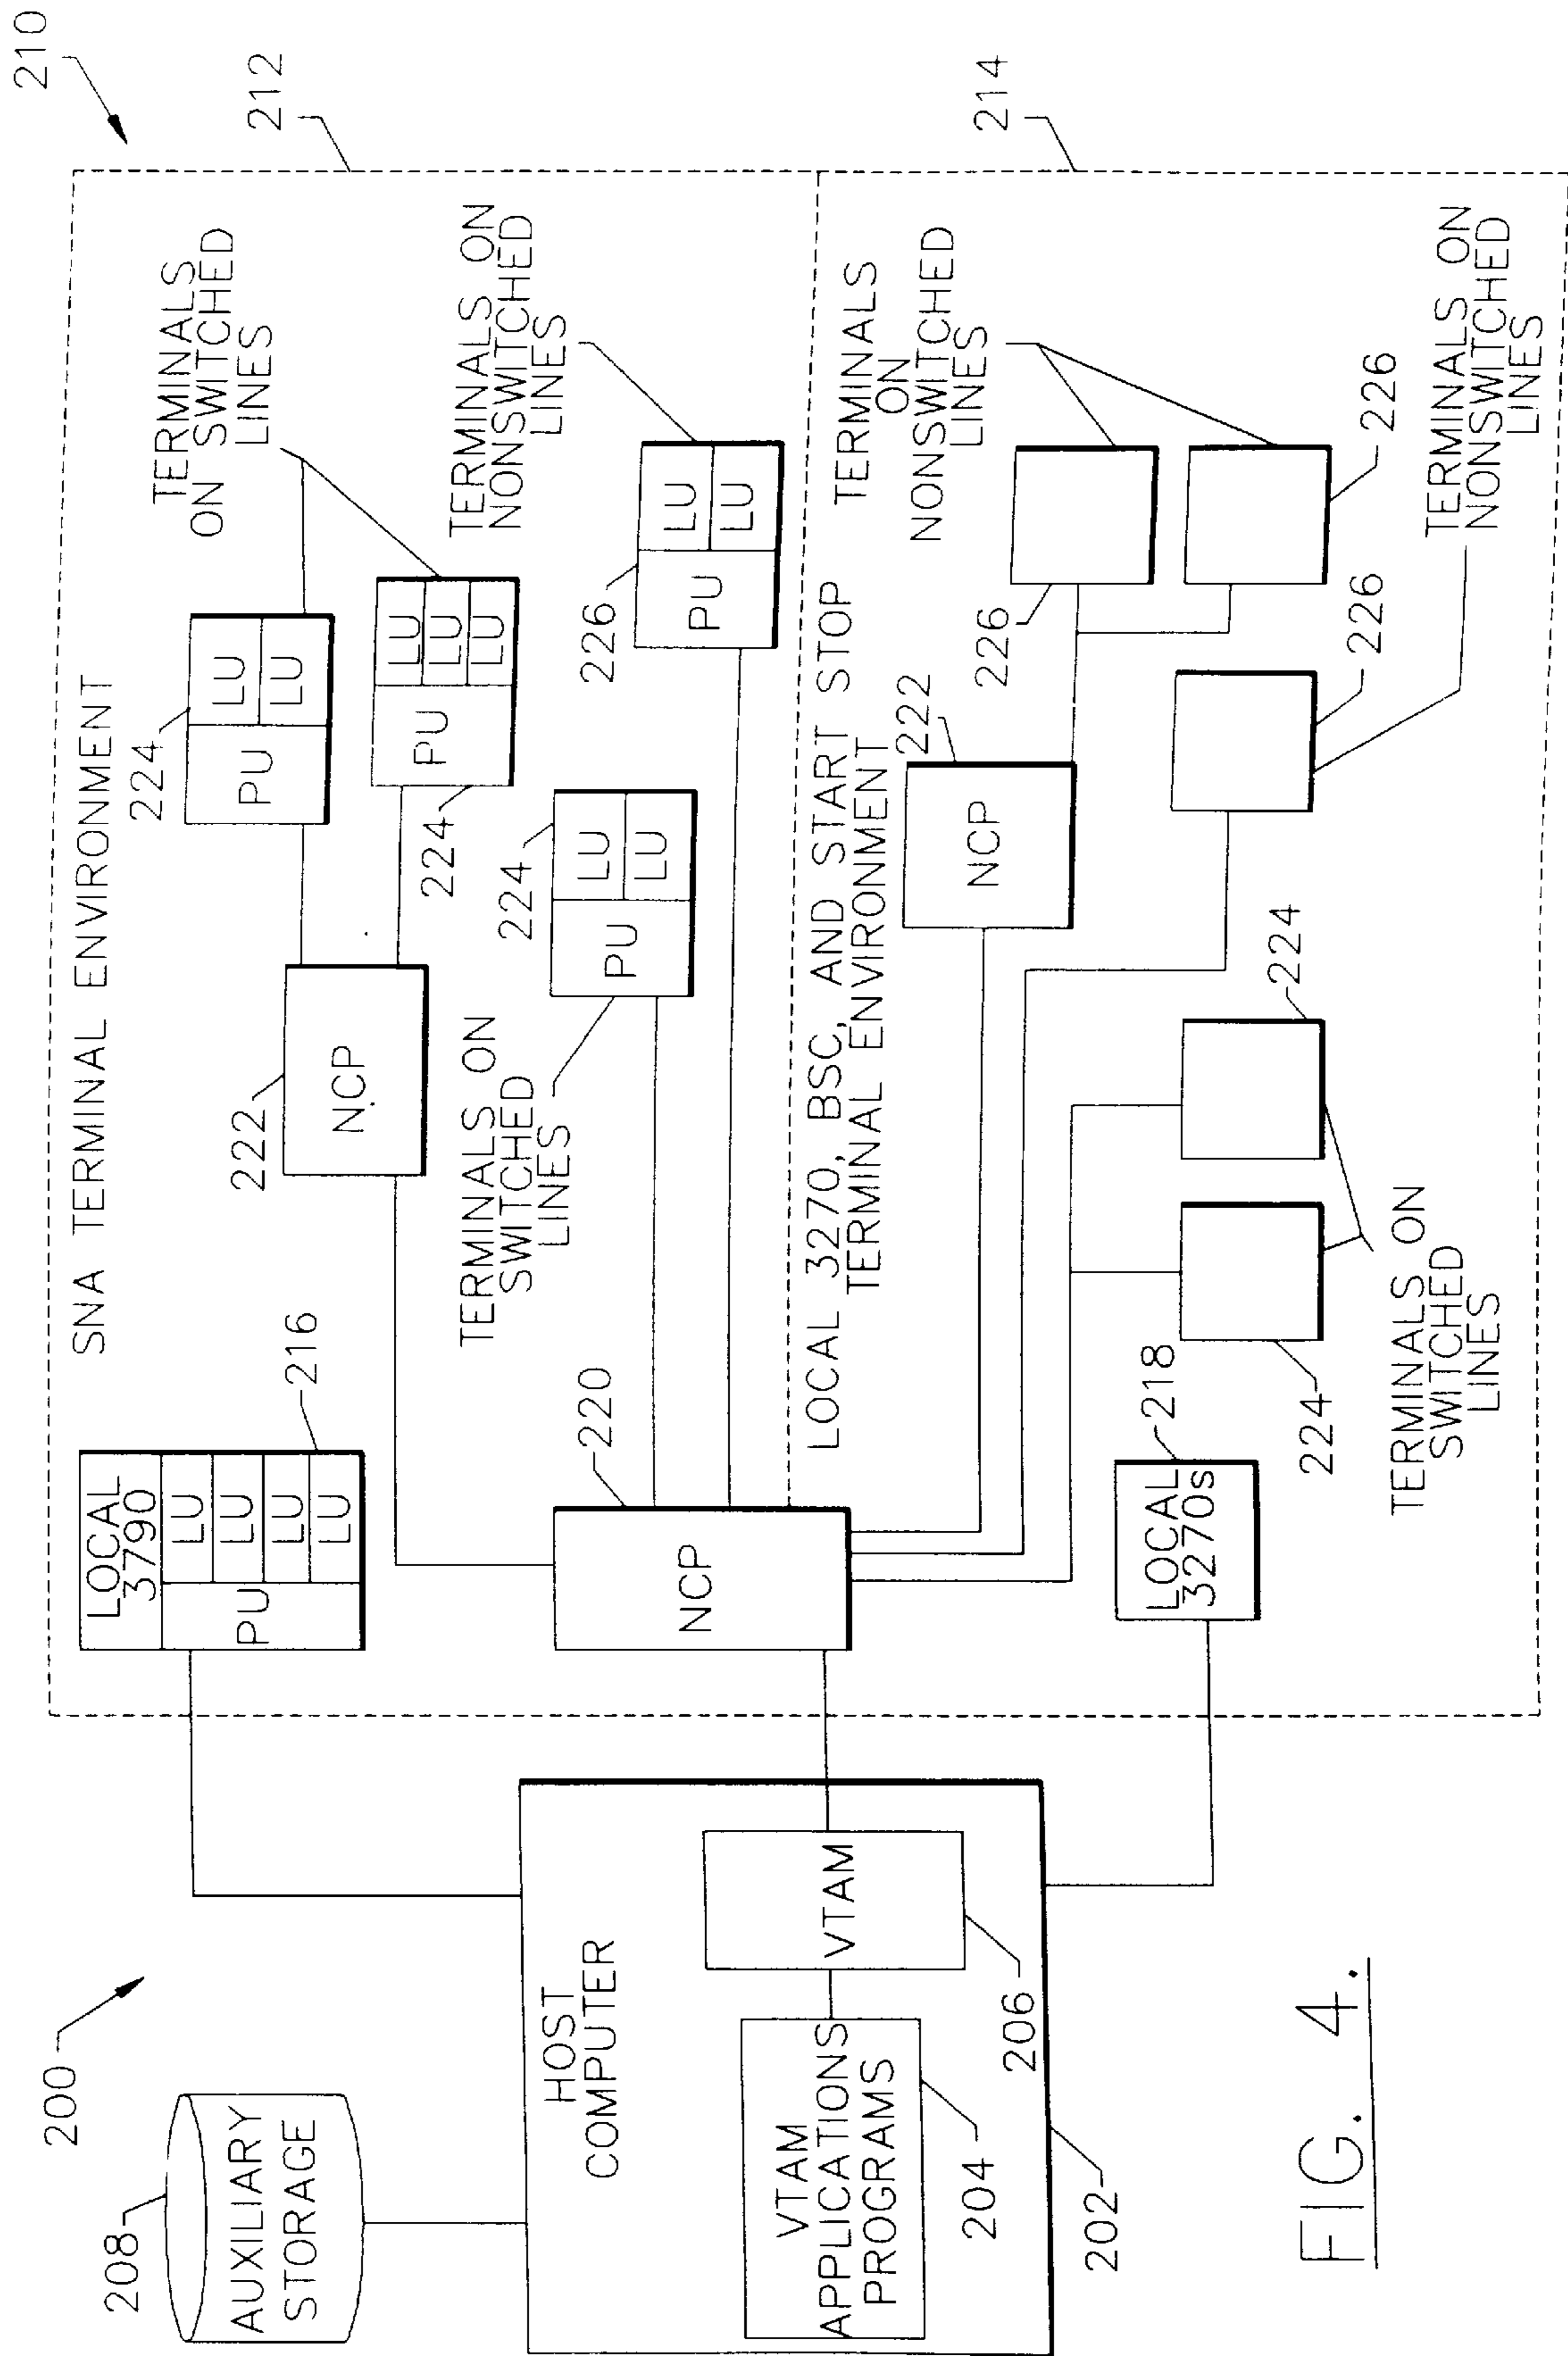 200
208
AUXILIARY
STORAGE
HOST
COMPUTER
VTAM
APPLICATIONS
PROGRAMS
204
VTAM
206
202
210
212
SNA TERMINAL ENVIRONMENT
LOCAL
3790
PU
LU
LU
LU
LU
216
222
NCP
224
PU
LU
LU
TERMINALS
ON SWITCHED
LINES
PU
LU
LU
LU
224
TERMINALS ON
SWITCHED
LINES
224
PU
LU
LU
TERMINALS ON
NONSWITCHED
LINES
226
PU
LU
LU
220
NCP
LOCAL 3270, BSC, AND START STOP
TERMINAL ENVIRONMENT
214
222
NCP
TERMINALS
ON
NONSWITCHED
LINES
226
226
226
TERMINALS ON
NONSWITCHED
LINES
224
224
TERMINALS ON
SWITCHED
LINES
218
LOCAL
3270s
FIG. 4.